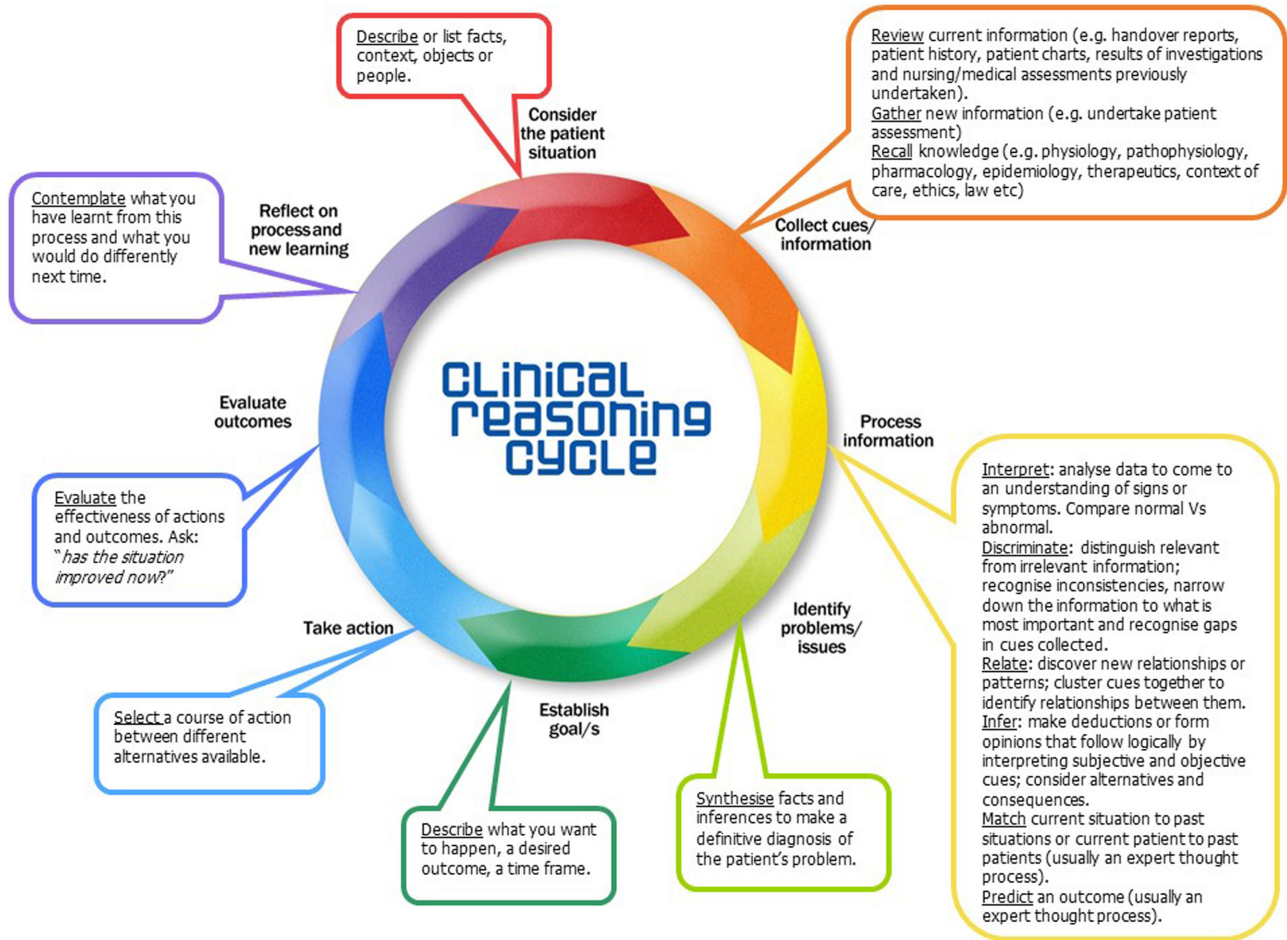 Describe or list facts,
context, objects or
people.
Consider
the patient
situation
Review current information (e.g. handover reports,
patient history, patient charts, results of investigations
and nursing/medical assessments previously
undertaken).
Gather new information (e.g. undertake patient
assessment)
Recall knowledge (e.g. physiology, pathophysiology,
pharmacology, epidemiology, therapeutics, context of
care, ethics, law etc)
Collect cues/
information
Process
information
Interpret: analyse data to come to
an understanding of signs or
symptoms. Compare normal Vs
abnormal.
Discriminate: distinguish relevant
from irrelevant information;
recognise inconsistencies, narrow
down the information to what is
most important and recognise gaps
in cues collected.
Relate: discover new relationships or
patterns; cluster cues together to
identify relationships between them.
Infer: make deductions or form
opinions that follow logically by
interpreting subjective and objective
cues; consider alternatives and
consequences.
Match current situation to past
situations or current patient to past
patients (usually an expert thought
process).
Predict an outcome (usually an
expert thought process).
Identify
problems/
issues
Synthesise facts and
inferences to make a
definitive diagnosis of
the patient's problem.
Establish
goal/s
Describe what you want
to happen, a desired
outcome, a time frame.
Take action
Select a course of action
between different
alternatives available.
Evaluate
outcomes
Evaluate the
effectiveness of actions
and outcomes. Ask:
"has the situation
improved now?"
Reflect on
process and
new learning
Contemplate what you
have learnt from this
process and what you
would do differently
next time.
CLINICAL
REASONING
CYCLE